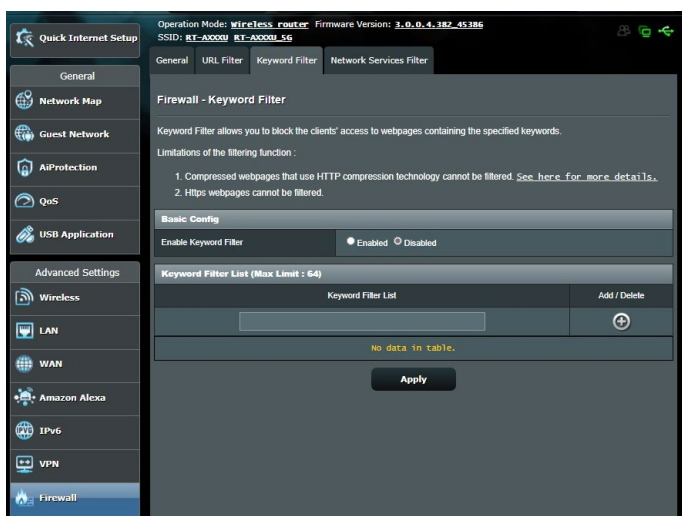 Operation Mode: Wireless router Firmware Version: 3.0.0.4.382_45386
SSID: RT-AXXXU RT-AXXXU_5G
Quick Internet Setup
General
Network Map
Guest Network
AiProtection
QoS
USB Application
Advanced Settings
Wireless
LAN
WAN
Amazon Alexa
IPv6
VPN
Firewall
General URL Filter Keyword Filter Network Services Filter
Firewall - Keyword Filter
Keyword Filter allows you to block the clients' access to webpages containing the specified keywords.
Limitations of the filtering function :
1. Compressed webpages that use HTTP compression technology cannot be filtered. See here for more details.
2. Https webpages cannot be filtered.
Basic Config
Enable Keyword Filter Enabled Disabled
Keyword Filter List (Max Limit : 64)
Keyword Filter List Add / Delete
No data in table.
Apply